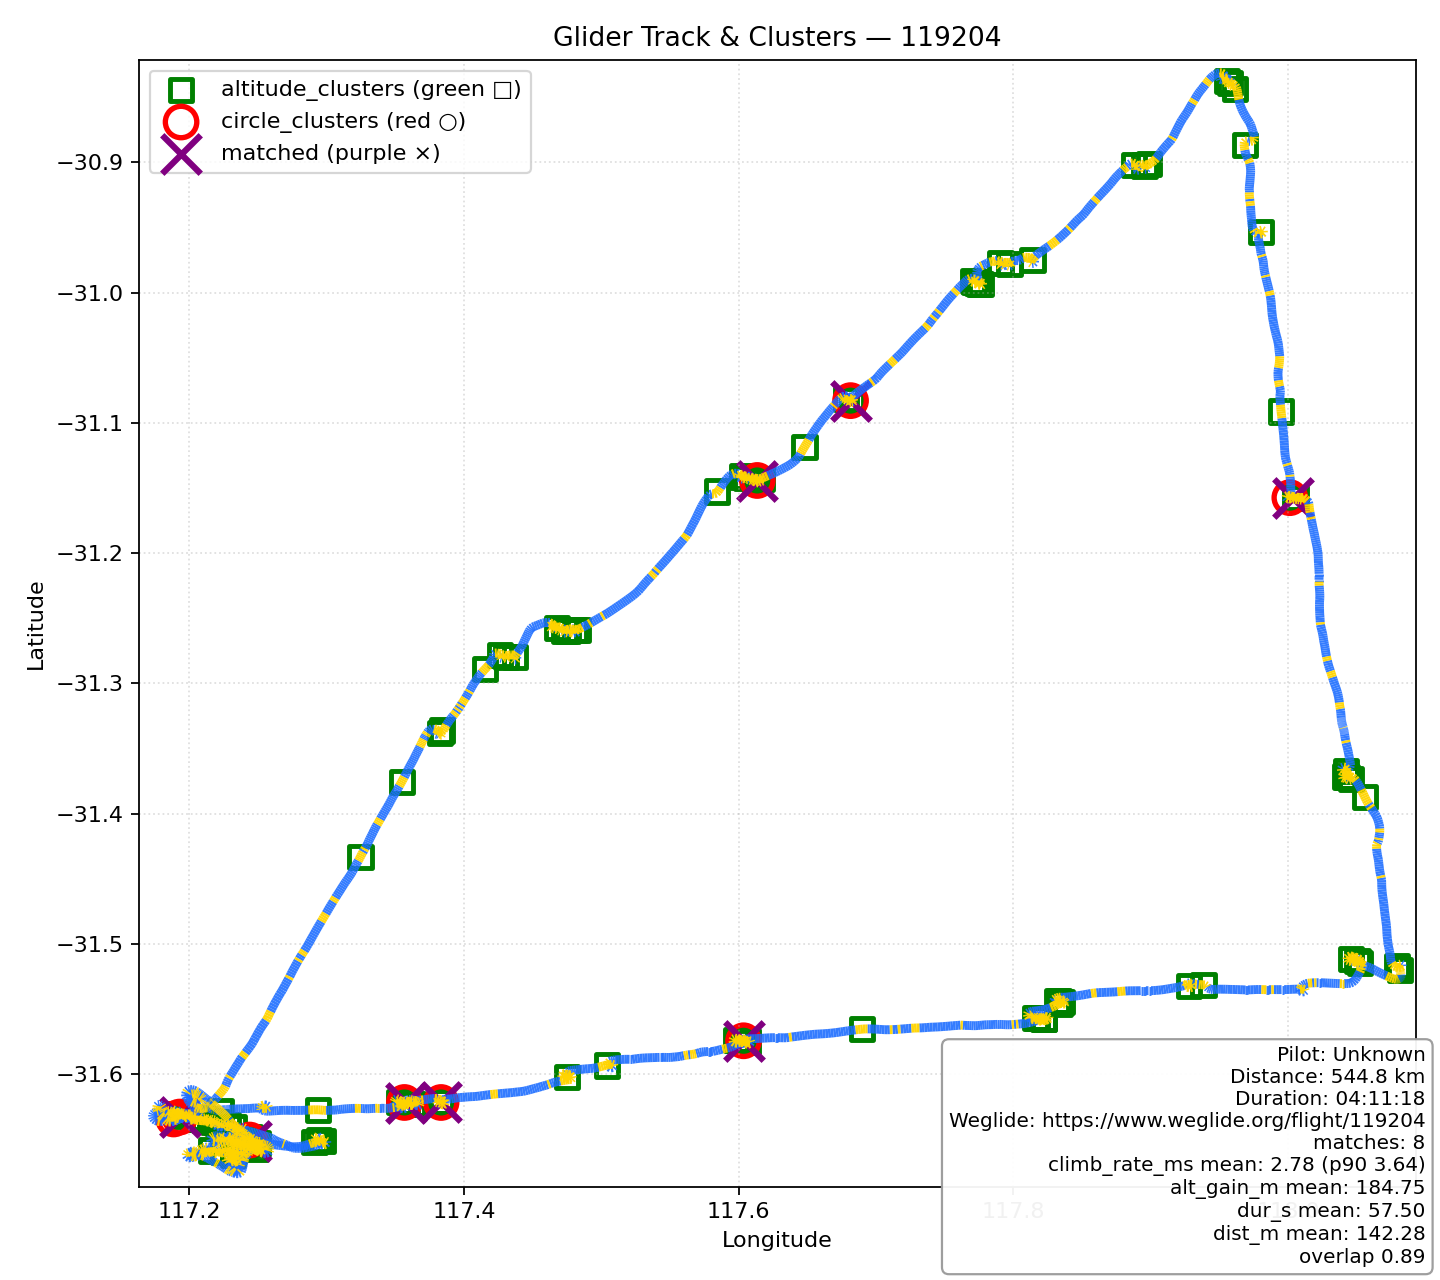 Glider Track & Clusters — 119204
altitude_clusters (green □)
circle_clusters (red ○)
matched (purple ×)
Latitude
−30.9
−31.0
−31.1
−31.2
−31.3
−31.4
−31.5
−31.6
117.2
117.4
117.6
117.8
Longitude
Pilot: Unknown
Distance: 544.8 km
Duration: 04:11:18
Weglide: https://www.weglide.org/flight/119204
matches: 8
climb_rate_ms mean: 2.78 (p90 3.64)
alt_gain_m mean: 184.75
dur_s mean: 57.50
dist_m mean: 142.28
overlap 0.89